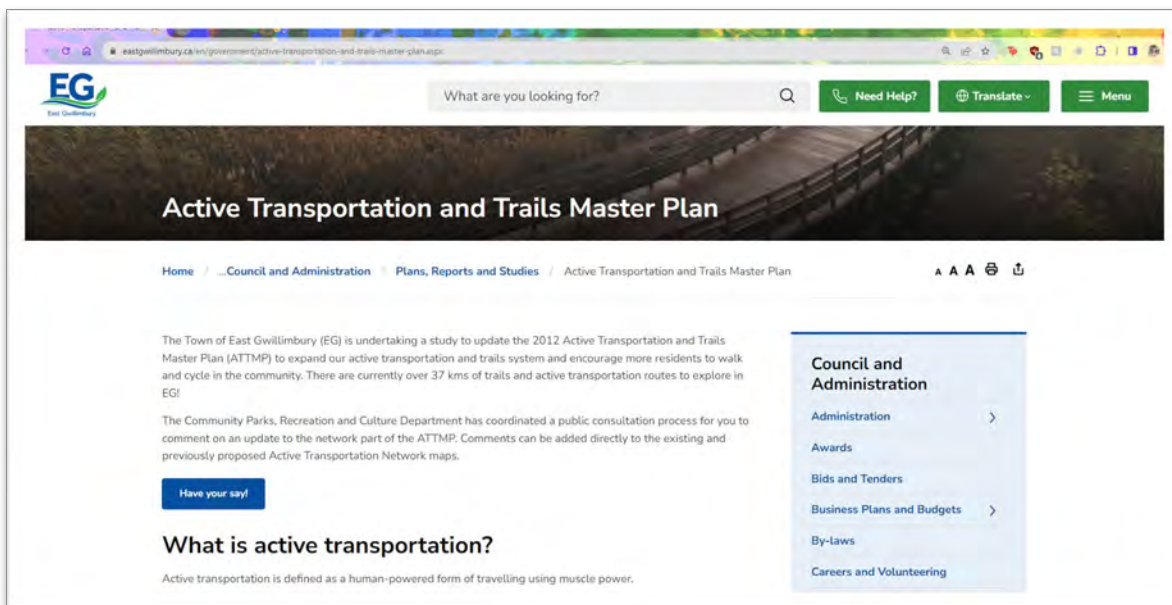 eastgwillimbury.ca/en/government/active-transportation-and-trails-master-plan.aspx
EG
East Gwillimbury
What are you looking for?
Need Help?
Translate
Menu
Active Transportation and Trails Master Plan
Home / ...Council and Administration / Plans, Reports and Studies / Active Transportation and Trails Master Plan
A A A
The Town of East Gwillimbury (EG) is undertaking a study to update the 2012 Active Transportation and Trails
Master Plan (ATTMP) to expand our active transportation and trails system and encourage more residents to walk
and cycle in the community. There are currently over 37 kms of trails and active transportation routes to explore in
EG!
The Community Parks, Recreation and Culture Department has coordinated a public consultation process for you to
comment on an update to the network part of the ATTMP. Comments can be added directly to the existing and
previously proposed Active Transportation Network maps.
Have your say!
What is active transportation?
Active transportation is defined as a human-powered form of travelling using muscle power.
Council and
Administration
Administration
Awards
Bids and Tenders
Business Plans and Budgets
By-laws
Careers and Volunteering